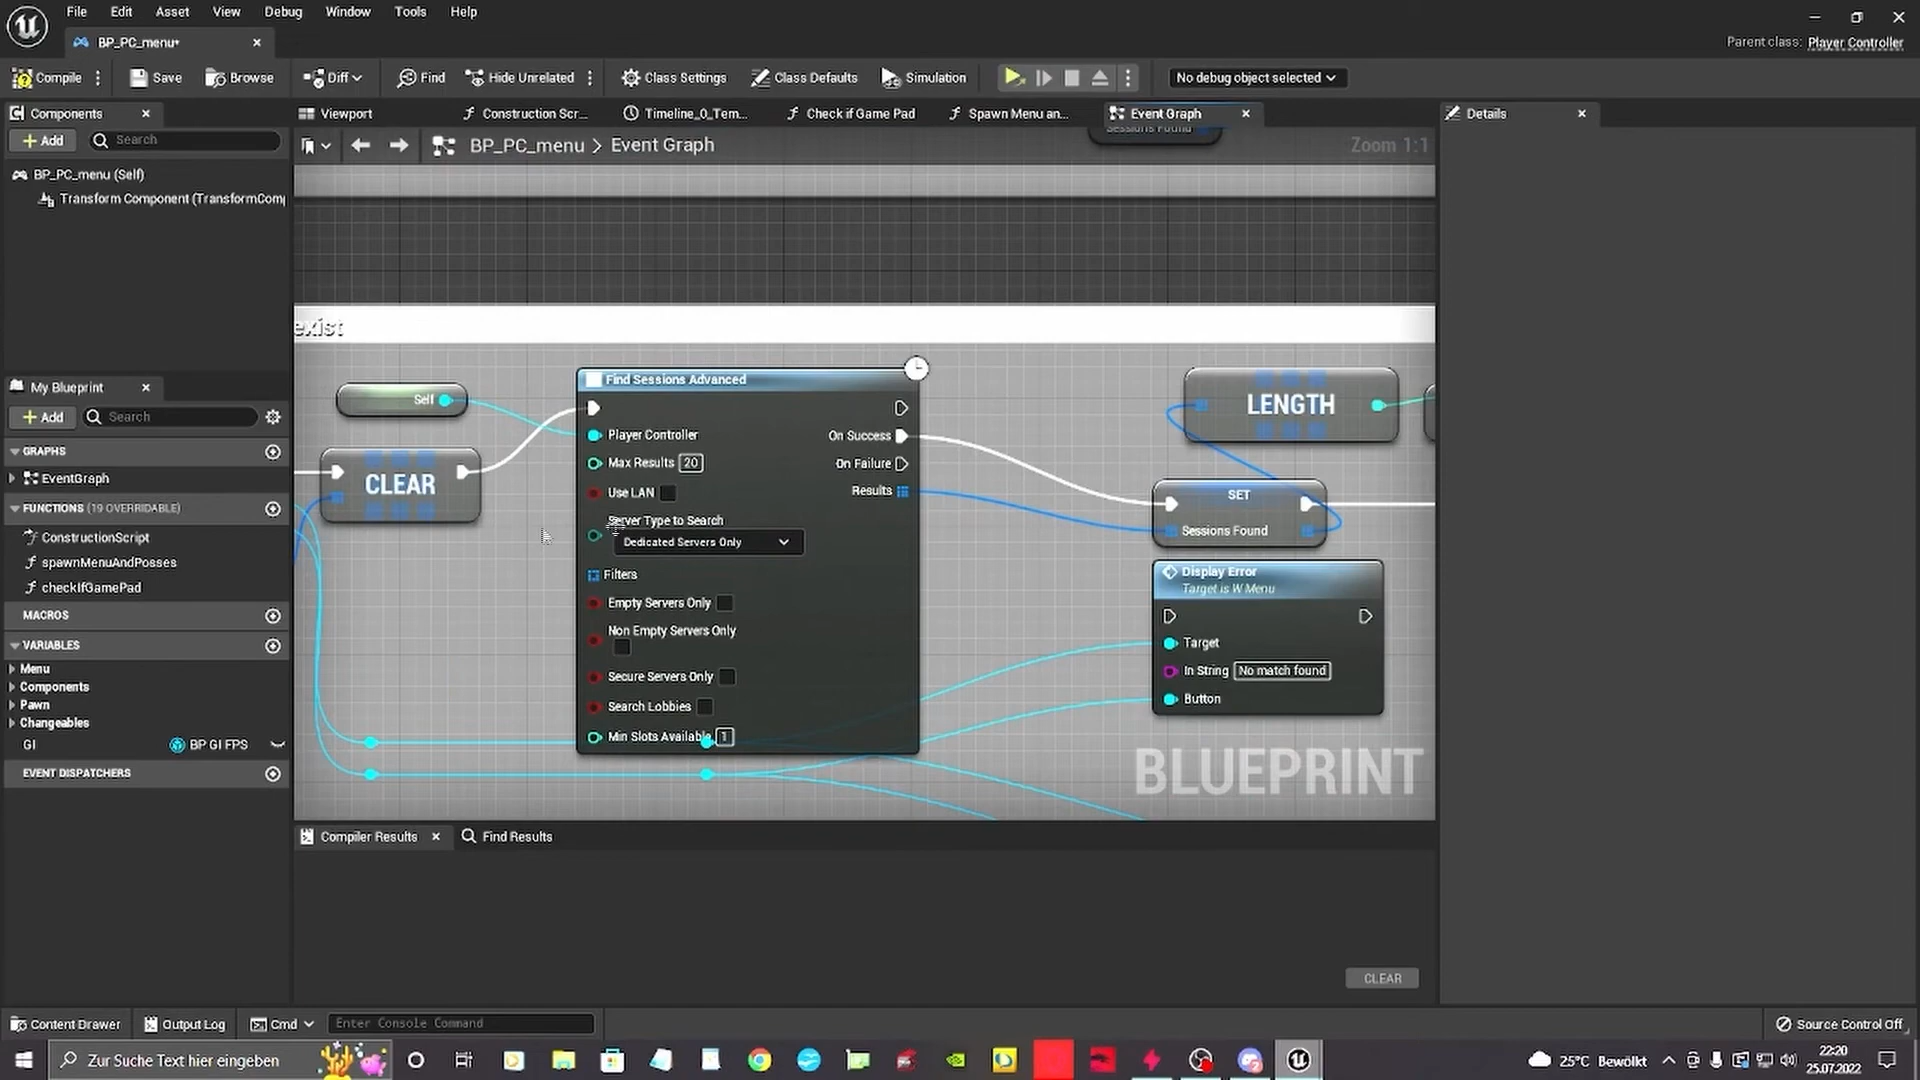 File Edit Asset View Debug Window Tools Help
BP_PC_menu*
Parent class: Player Controller
Compile Save Browse Diff Find Hide Unrelated Class Settings Class Defaults Simulation No debug object selected
Components
Viewport Construction Scr... Timeline_0_Tem... Check if Game Pad Spawn Menu an... Event Graph
Details
Add Search
BP_PC_menu > Event Graph
Zoom 1:1
Sessions Found
BP_PC_menu (Self)
Transform Component (TransformComp
exist
My Blueprint
Add Search
GRAPHS
EventGraph
FUNCTIONS (19 OVERRIDABLE)
ConstructionScript
spawnMenuAndPosses
checkIfGamePad
MACROS
VARIABLES
Menu
Components
Pawn
Changeables
GI BP GI FPS
EVENT DISPATCHERS
Self
CLEAR
Find Sessions Advanced
Player Controller
On Success
Max Results 20
On Failure
Use LAN
Results
Server Type to Search
Dedicated Servers Only
Filters
Empty Servers Only
Non Empty Servers Only
Secure Servers Only
Search Lobbies
Min Slots Available 1
LENGTH
SET
Sessions Found
Display Error
Target is W Menu
Target
In String No match found
Button
BLUEPRINT
Compiler Results Find Results
CLEAR
Content Drawer Output Log Cmd Enter Console Command
Source Control Off
Zur Suche Text hier eingeben
25°C Bewölkt
22:20
25.07.2022